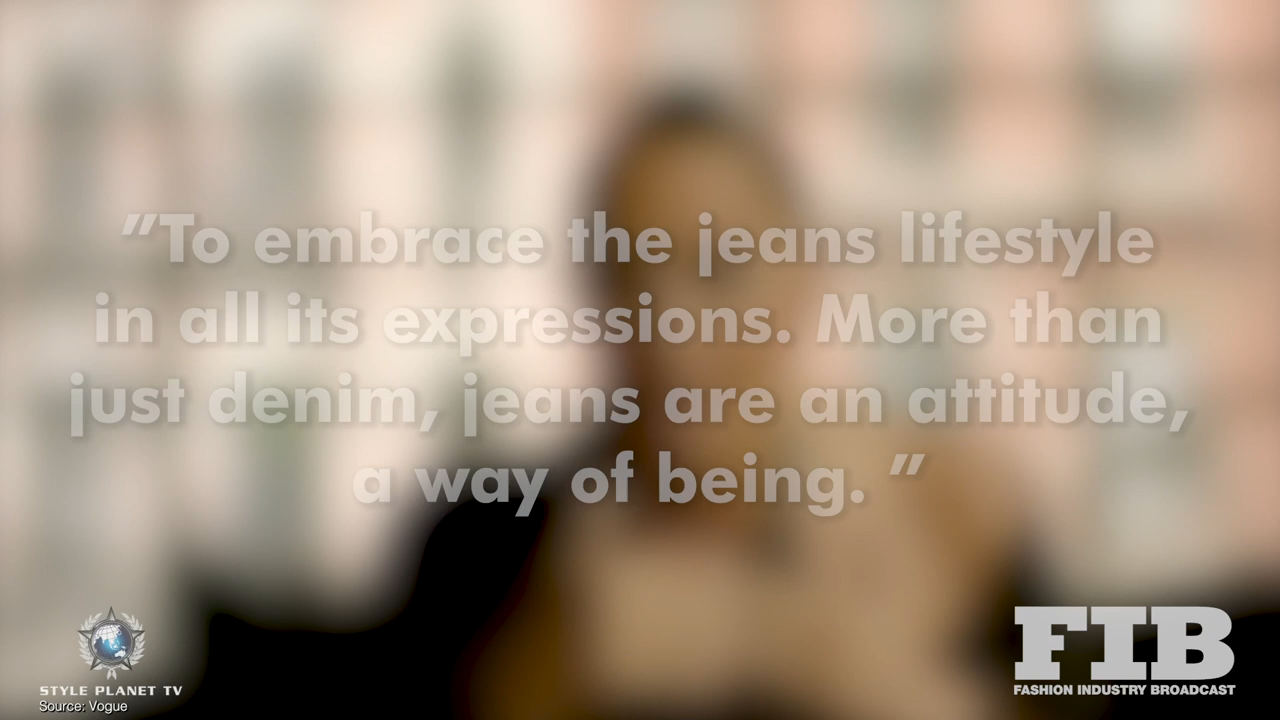 “To embrace the jeans lifestyle
in all its expressions. More than
just denim, jeans are an attitude,
a way of being. ”
STYLE PLANET TV
Source: Vogue
FIB
FASHION INDUSTRY BROADCAST